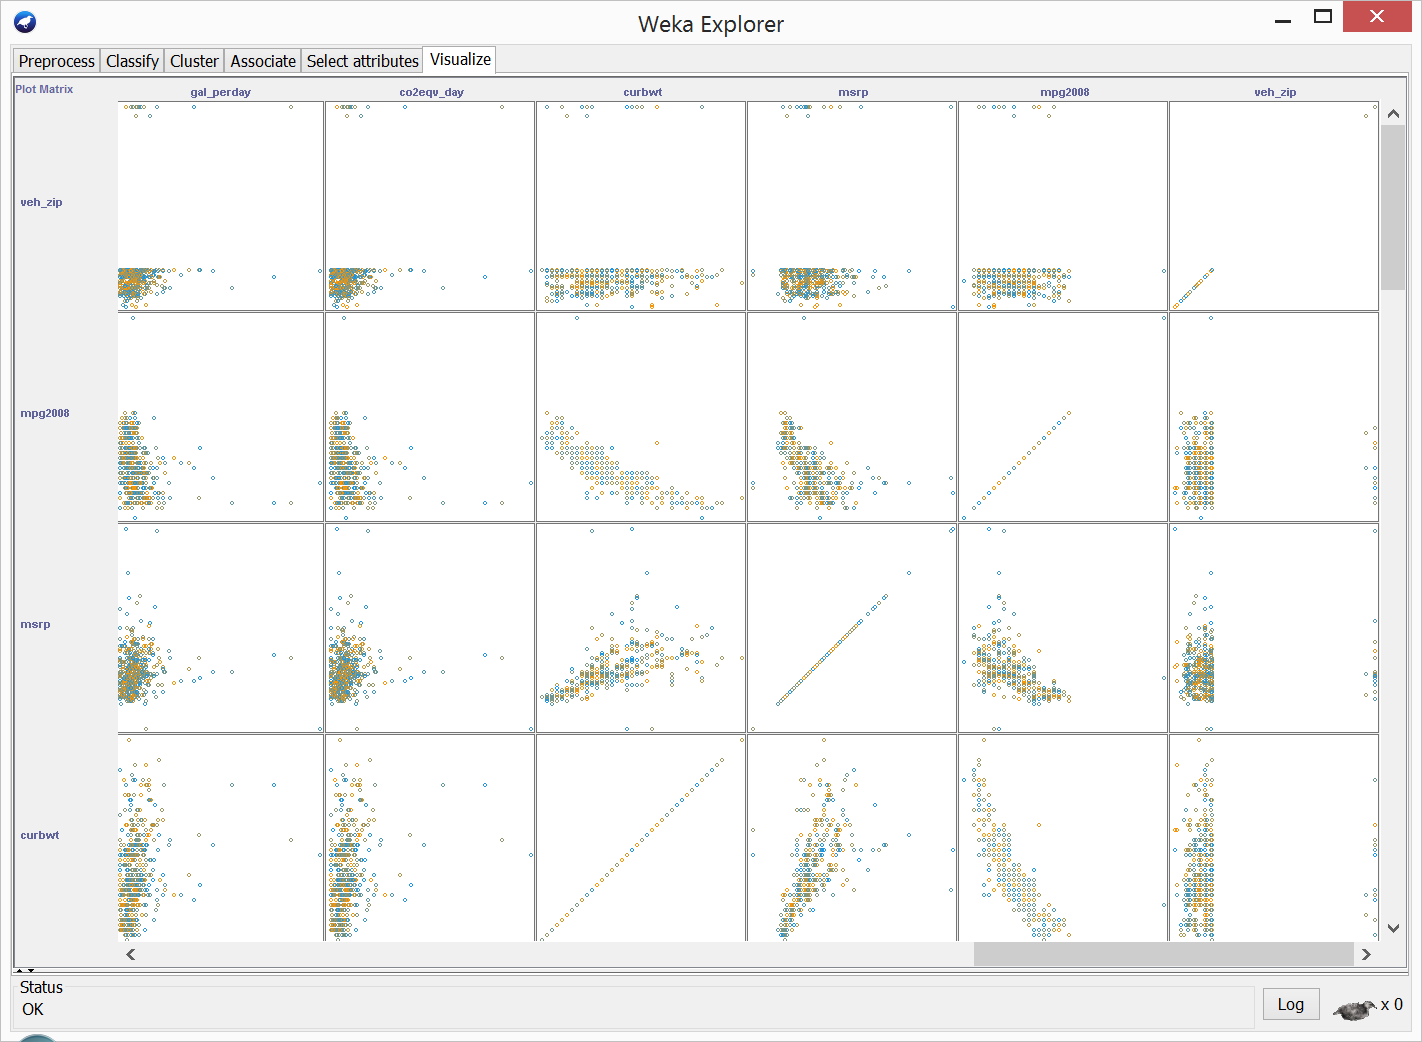 Weka Explorer
Preprocess Classify Cluster Associate Select attributes Visualize
Plot Matrix
gal_perday co2eqv_day curbwt msrp mpg2008 veh_zip
veh_zip
mpg2008
msrp
curbwt
Status
OK
Log
x 0